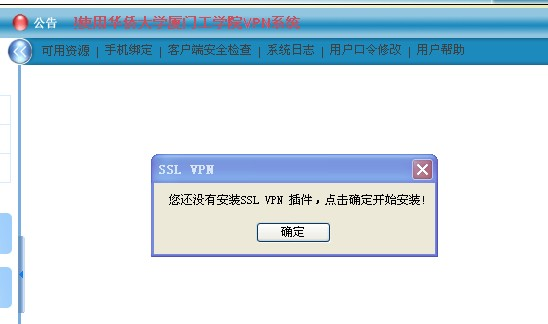 公告 !使用华侨大学厦门工学院VPN系统
可用资源 | 手机绑定 | 客户端安全检查 | 系统日志 | 用户口令修改 | 用户帮助
SSL VPN
您还没有安装SSL VPN 插件，点击确定开始安装!
确定